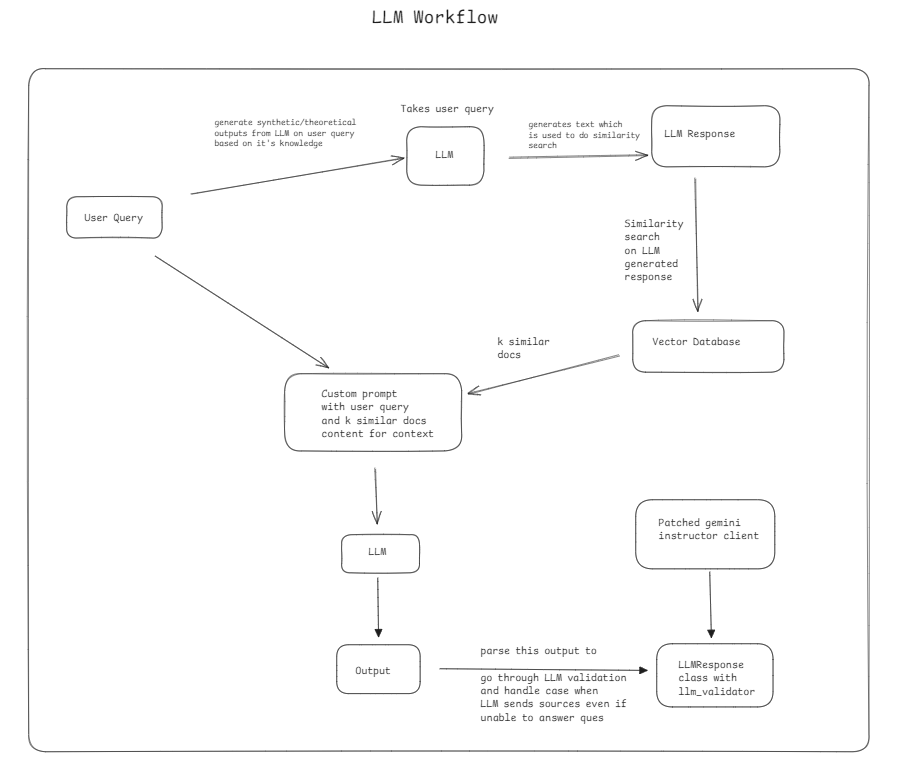 LLM Workflow
Takes user query
generate synthetic/theoretical
outputs from LLM on user query
based on it's knowledge
LLM
generates text which
is used to do similarity
search
LLM Response
User Query
Similarity
search
on LLM
generated
response
k similar
docs
Vector Database
Custom prompt
with user query
and k similar docs
content for context
Patched gemini
instructor client
LLM
Output
parse this output to
go through LLM validation
and handle case when
LLM sends sources even if
unable to answer ques
LLMResponse
class with
llm_validator